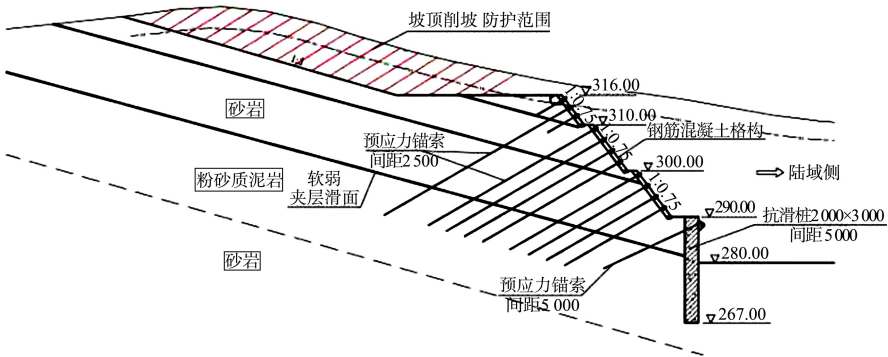 坡顶削坡 防护范围
1:4
316.00
1:0.75
310.00
砂岩
预应力锚索
间距2 500
1:0.75
钢筋混凝土格构
300.00
陆域侧
粉砂质泥岩
软弱
夹层滑面
1:0.75
290.00
抗滑桩2 000×3 000
间距5 000
280.00
砂岩
预应力锚索
间距5 000
267.00